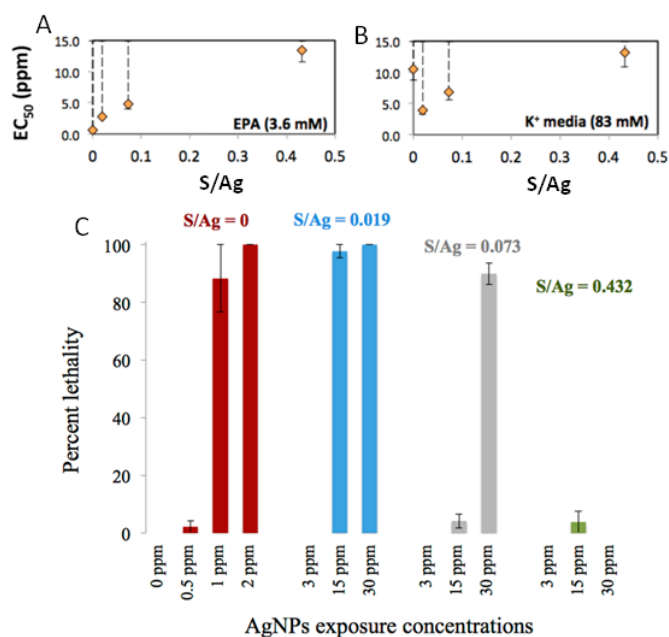 A
B
EC50 (ppm)
15.0
10.0
5.0
0.0
EPA (3.6 mM)
0 0.1 0.2 0.3 0.4 0.5
S/Ag
15.0
10.0
5.0
0.0
K+ media (83 mM)
0 0.1 0.2 0.3 0.4 0.5
S/Ag
C
S/Ag = 0
S/Ag = 0.019
S/Ag = 0.073
S/Ag = 0.432
Percent lethality
100
80
60
40
20
0
0 ppm
0.5 ppm
1 ppm
2 ppm
3 ppm
15 ppm
30 ppm
3 ppm
15 ppm
30 ppm
3 ppm
15 ppm
30 ppm
AgNPs exposure concentrations